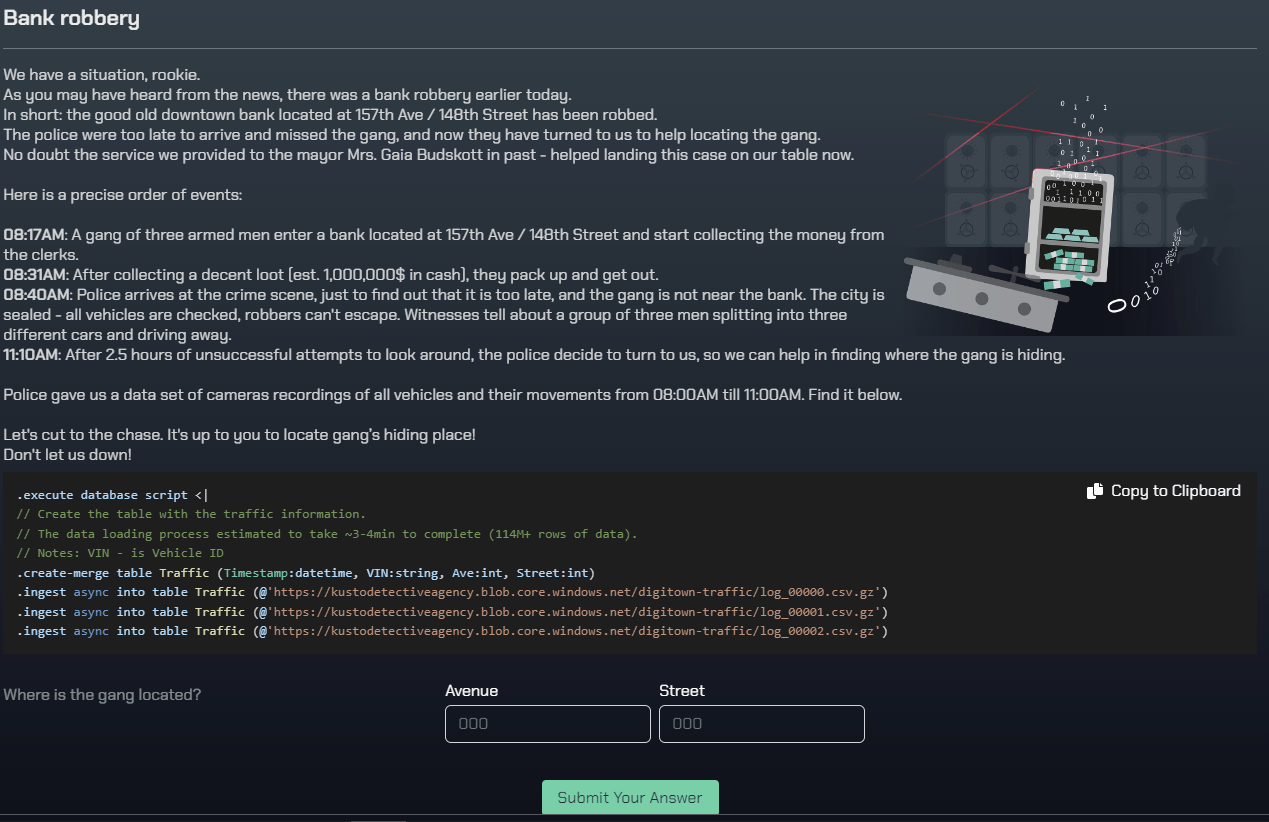 Bank robbery
We have a situation, rookie.
As you may have heard from the news, there was a bank robbery earlier today.
In short: the good old downtown bank located at 157th Ave / 148th Street has been robbed.
The police were too late to arrive and missed the gang, and now they have turned to us to help locating the gang.
No doubt the service we provided to the mayor Mrs. Gaia Budskott in past - helped landing this case on our table now.
Here is a precise order of events:
08:17AM: A gang of three armed men enter a bank located at 157th Ave / 148th Street and start collecting the money from
the clerks.
08:31AM: After collecting a decent loot (est. 1,000,000$ in cash), they pack up and get out.
08:40AM: Police arrives at the crime scene, just to find out that it is too late, and the gang is not near the bank. The city is
sealed - all vehicles are checked, robbers can't escape. Witnesses tell about a group of three men splitting into three
different cars and driving away.
11:10AM: After 2.5 hours of unsuccessful attempts to look around, the police decide to turn to us, so we can help in finding where the gang is hiding.
Police gave us a data set of cameras recordings of all vehicles and their movements from 08:00AM till 11:00AM. Find it below.
Let's cut to the chase. It's up to you to locate gang's hiding place!
Don't let us down!
Copy to Clipboard
.execute database script <|
// Create the table with the traffic information.
// The data loading process estimated to take ~3-4min to complete (114M+ rows of data).
// Notes: VIN - is Vehicle ID
.create-merge table Traffic (Timestamp:datetime, VIN:string, Ave:int, Street:int)
.ingest async into table Traffic (@'https://kustodetectiveagency.blob.core.windows.net/digitown-traffic/log_00000.csv.gz')
.ingest async into table Traffic (@'https://kustodetectiveagency.blob.core.windows.net/digitown-traffic/log_00001.csv.gz')
.ingest async into table Traffic (@'https://kustodetectiveagency.blob.core.windows.net/digitown-traffic/log_00002.csv.gz')
Where is the gang located?
Avenue
Street
000
000
Submit Your Answer